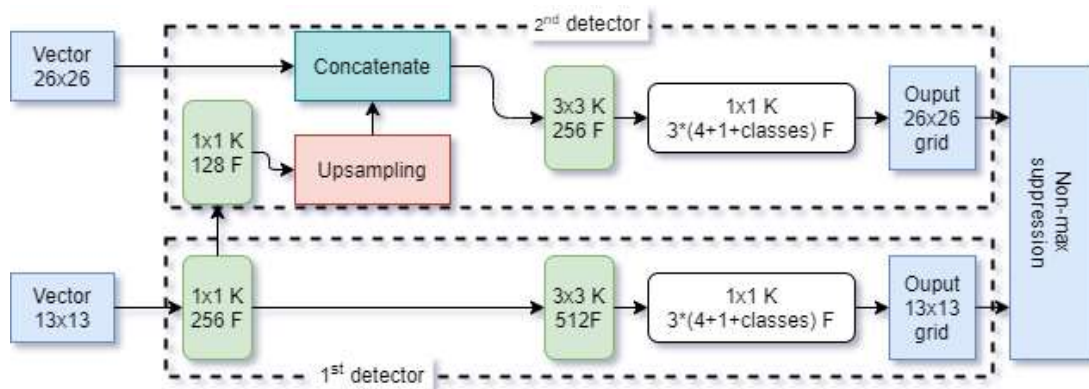 2nd detector
Vector
26x26
Concatenate
1x1 K
128 F
Upsampling
3x3 K
256 F
1x1 K
3*(4+1+classes) F
Ouput
26x26
grid
Non-max
suppression
Vector
13x13
1x1 K
256 F
3x3 K
512F
1x1 K
3*(4+1+classes) F
Ouput
13x13
grid
1st detector